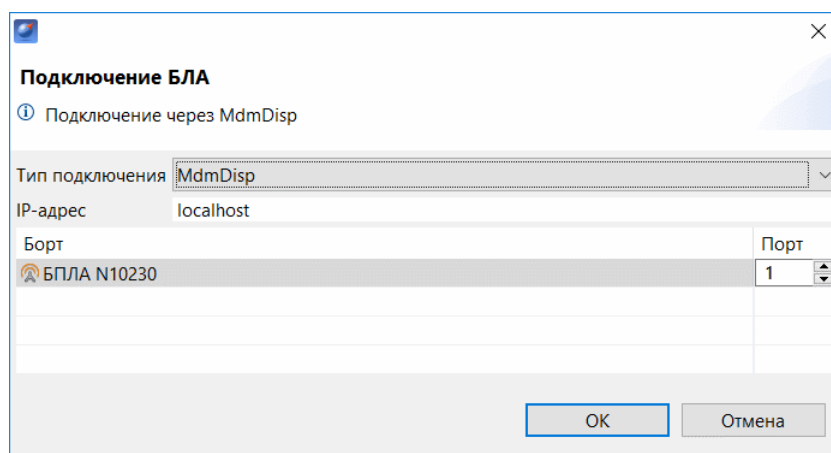 Подключение БЛА
Подключение через MdmDisp
Тип подключения MdmDisp
IP-адрес localhost
Борт Порт
БПЛА N10230 1
OK Отмена